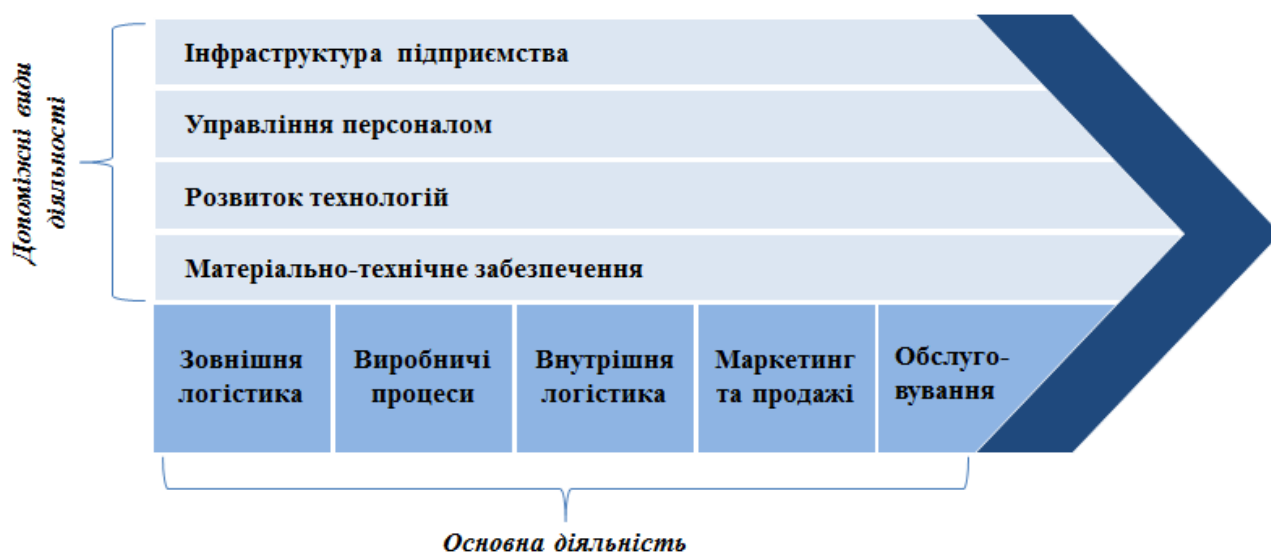 Допоміжні види
діяльності
Інфраструктура підприємства
Управління персоналом
Розвиток технологій
Матеріально-технічне забезпечення
Зовнішня
логістика
Виробничі
процеси
Внутрішня
логістика
Маркетинг
та продажі
Обслуго-
вування
Основна діяльність